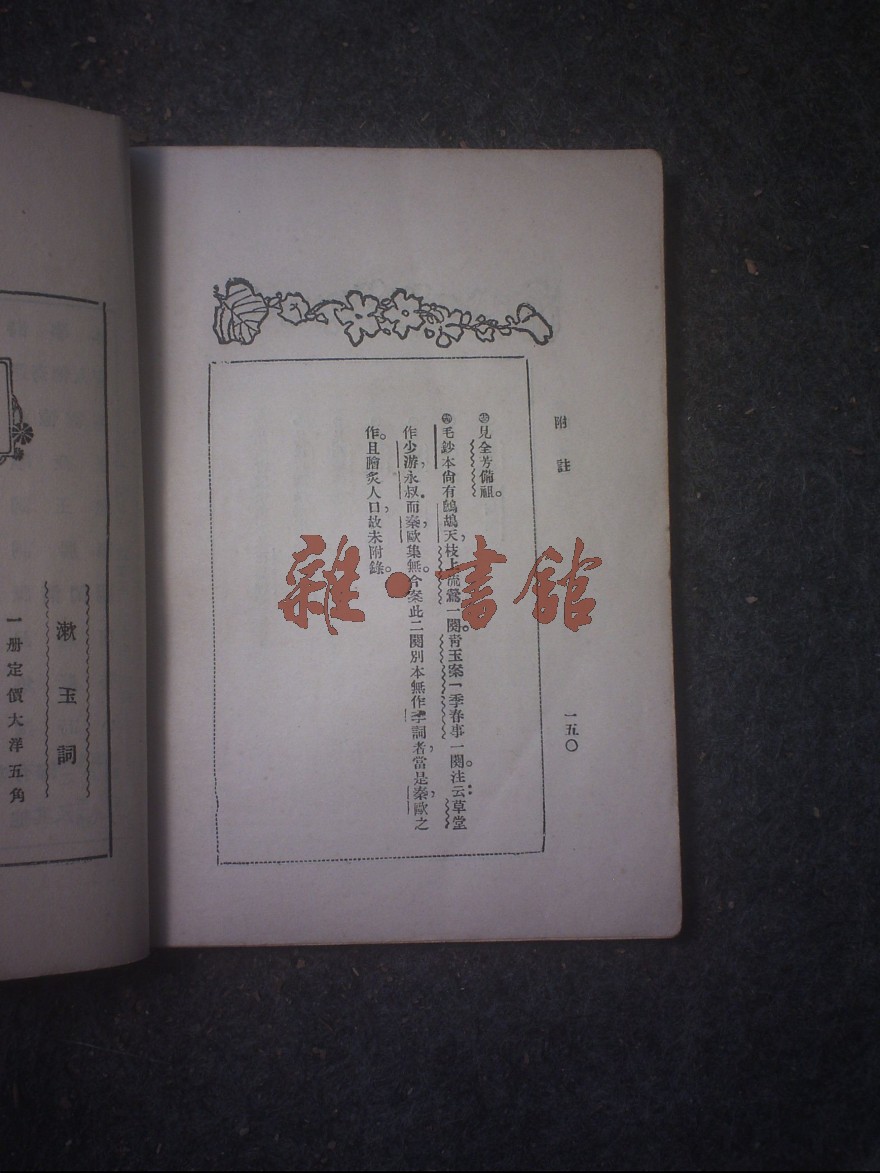 附註
一五〇
見全芳備祖。
毛鈔本尙有鷓鴣天，枝上流鶯一闋。靑玉案「季春事一闋。注云：草堂
作少游，永叔。而秦，歐集無。今案此二闋別本無作李詞者，當是秦，歐之
作。且膾炙人口，故未附錄。
漱玉詞
一册定價大洋五角
雜·書館